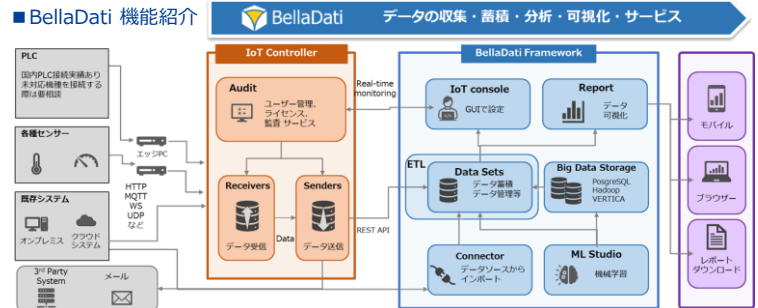 ■BellaDati 機能紹介
BellaDati データの収集・蓄積・分析・可視化・サービス
PLC
国内PLC接続実績あり
未対応機種を接続する
際は要相談
各種センサー
エッジPC
HTTP
MQTT
WS
UDP
など
既存システム
オンプレミス
クラウド
システム
3rd Party
System
メール
IoT Controller
Audit
ユーザー管理,
ライセンス,
監査 サービス
Receivers
データ受信
Data
Senders
データ送信
Real-time
monitoring
REST API
BellaDati Framework
IoT console
GUIで設定
Report
データ
可視化
ETL
Data Sets
データ蓄積
データ管理等
Big Data Storage
PosgreSQL
Hadoop
VERTICA
Connector
データソースから
インポート
ML Studio
機械学習
モバイル
ブラウザー
レポート
ダウンロード